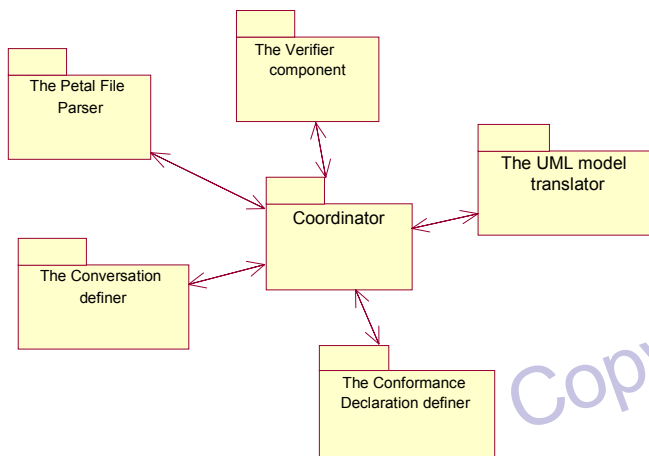 The Verifier
component
The Petal File
Parser
The UML model
translator
Coordinator
The Conversation
definer
The Conformance
Declaration definer
Copy